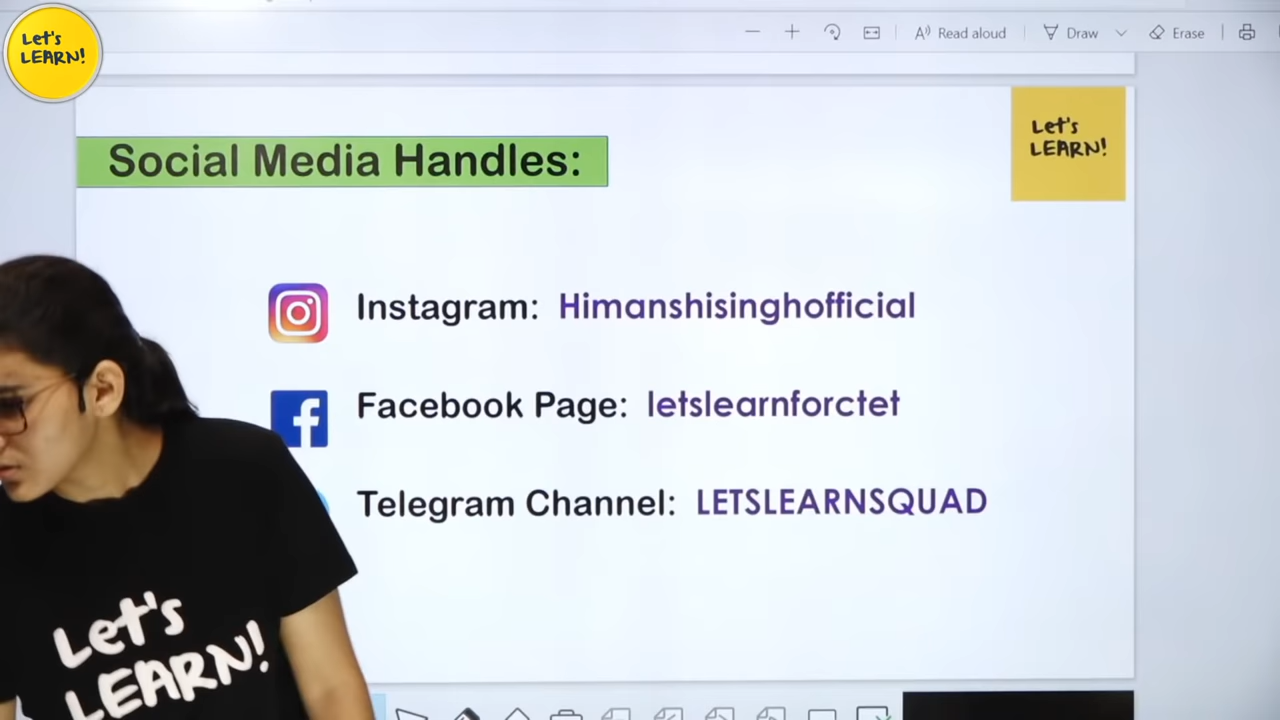 Let's
LEARN!
Read aloud
Draw
Erase
Social Media Handles:
Let's
LEARN!
Instagram: Himanshisinghofficial
Facebook Page: letslearnforctet
Telegram Channel: LETSLEARNSQUAD
Let's
LEARN!